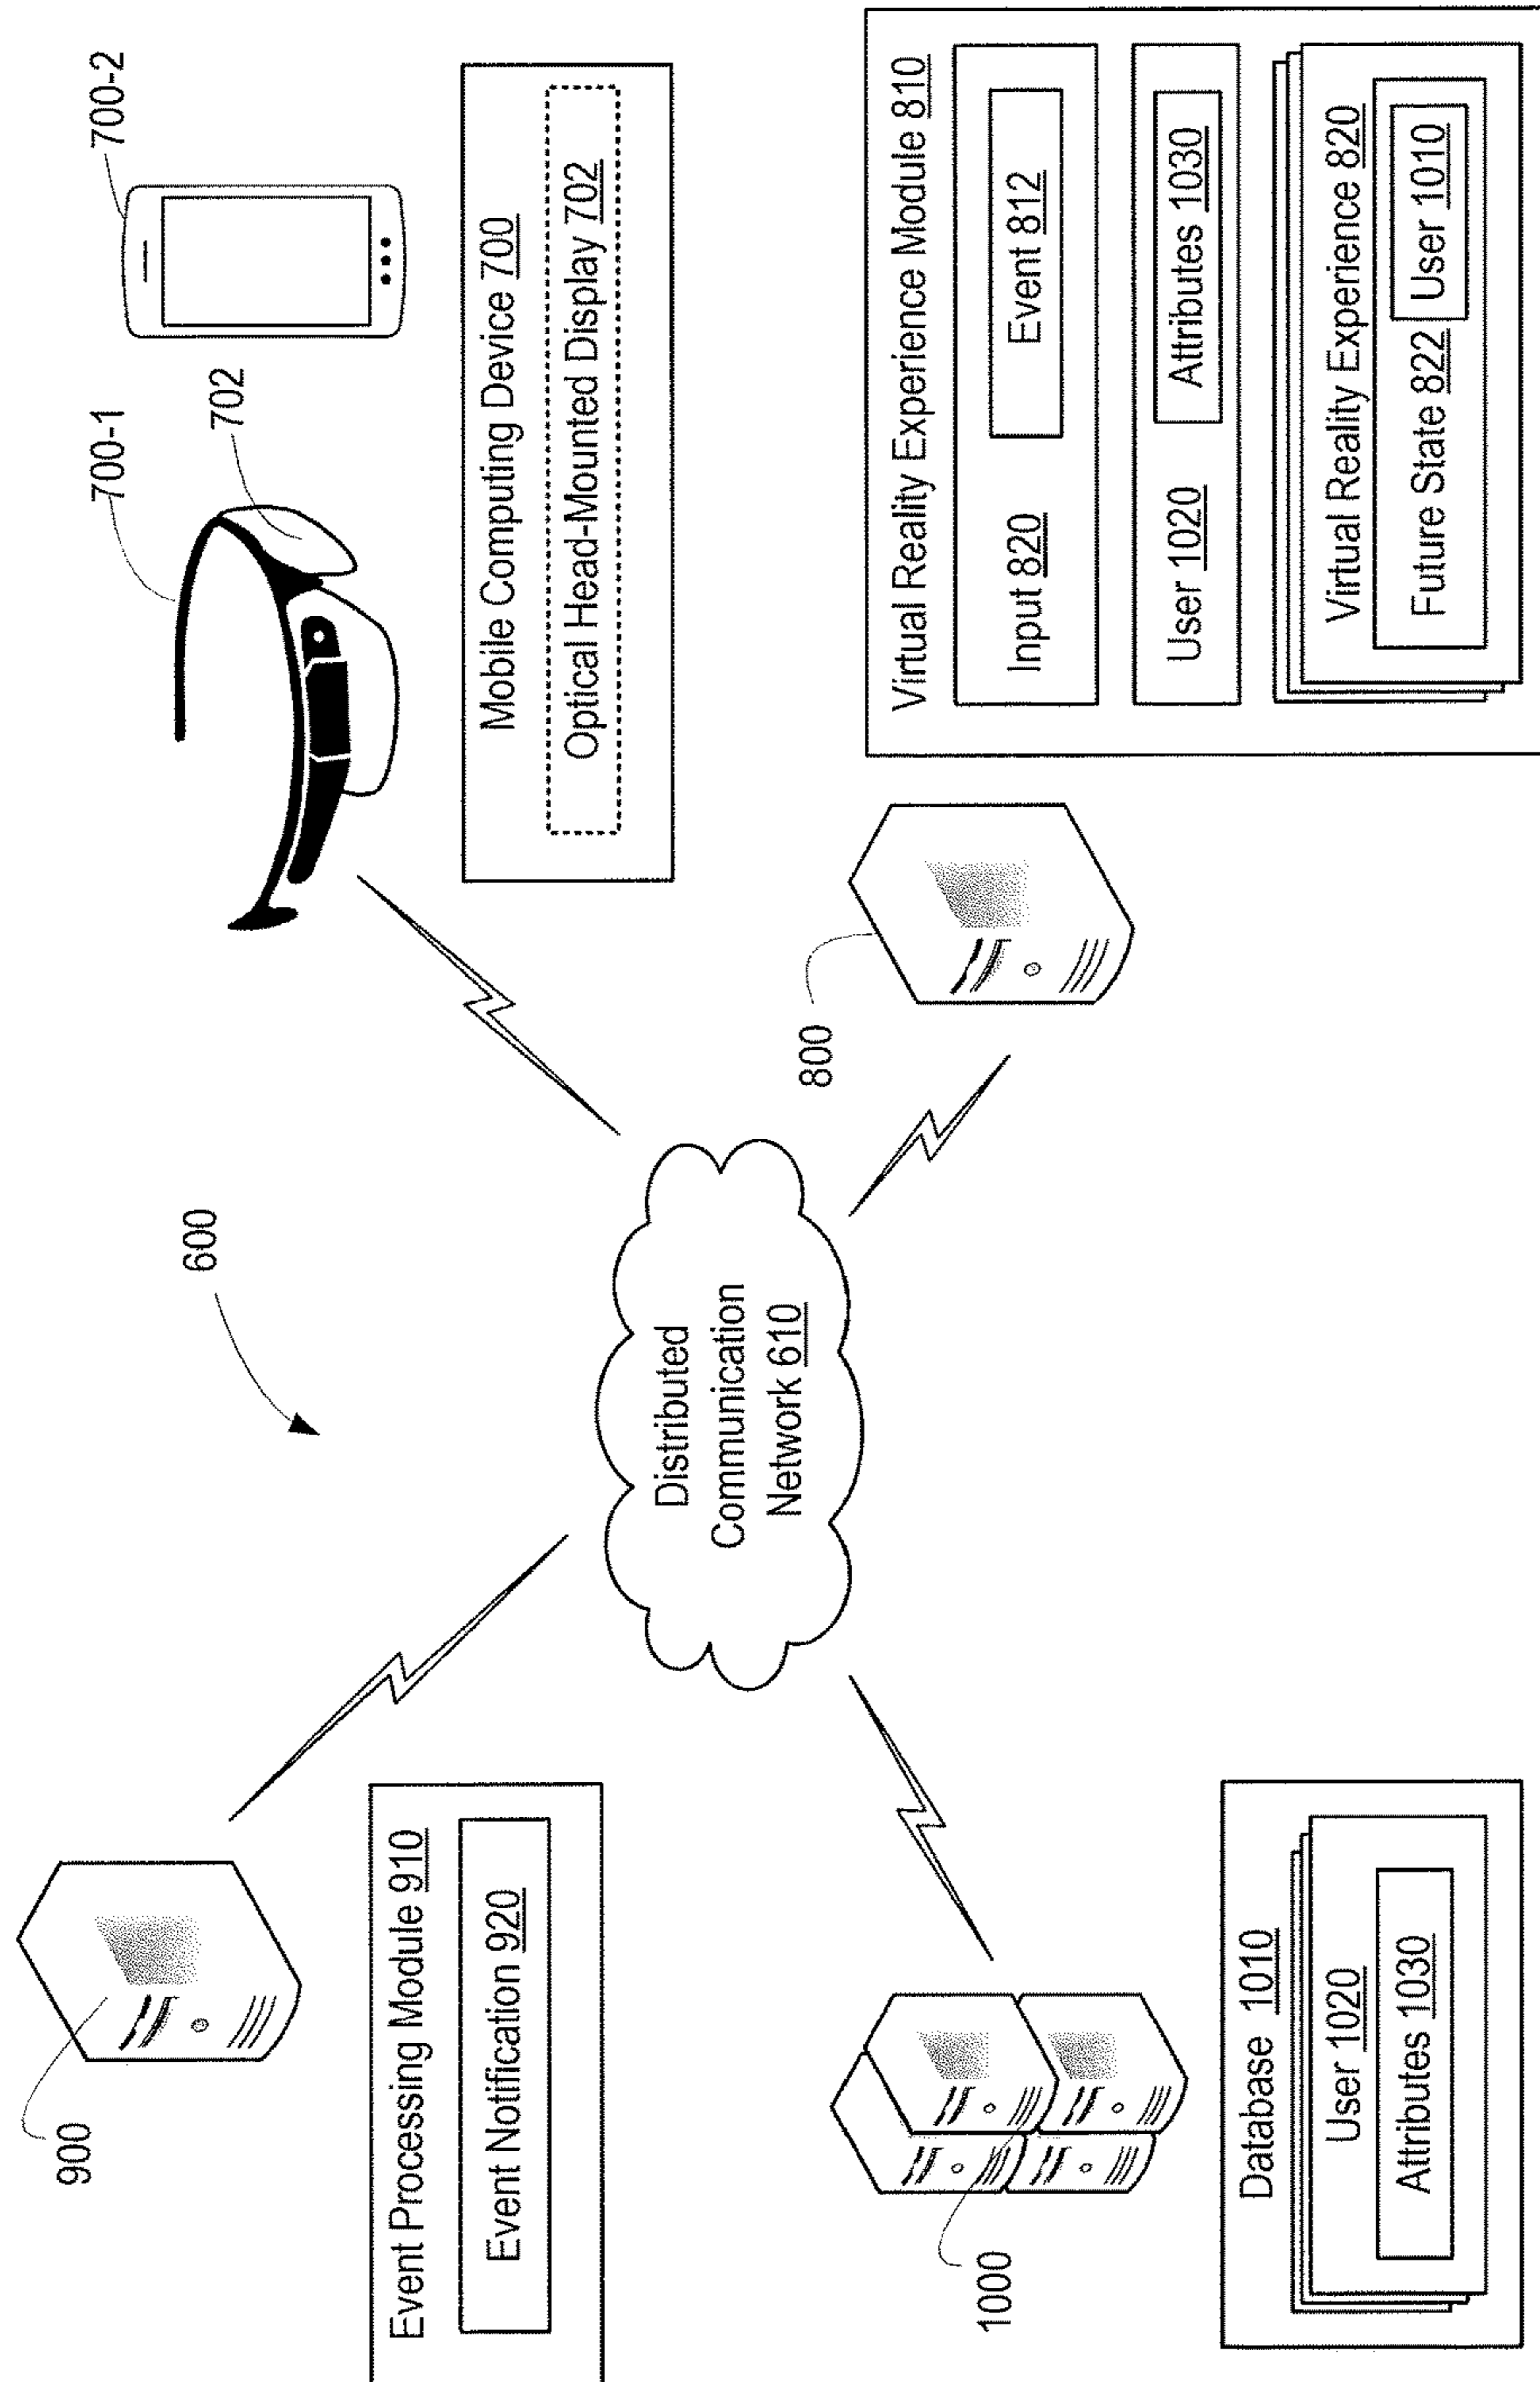 600
900
Event Processing Module 910
Event Notification 920
700-1
702
700-2
Mobile Computing Device 700
Optical Head-Mounted Display 702
Distributed
Communication
Network 610
1000
Database 1010
User 1020
Attributes 1030
800
Virtual Reality Experience Module 810
Input 820
Event 812
User 1020
Attributes 1030
Virtual Reality Experience 820
Future State 822
User 1010